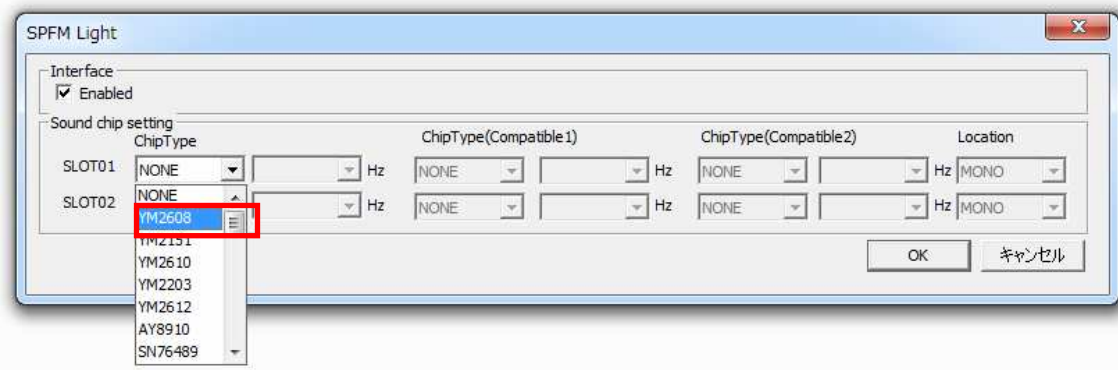 SPFM Light
Interface
Enabled
Sound chip setting
ChipType ChipType(Compatible1) ChipType(Compatible2) Location
SLOT01 NONE Hz NONE Hz NONE Hz MONO
SLOT02 Hz NONE Hz NONE Hz MONO
NONE
YM2608
YM2151
YM2610
YM2203
YM2612
AY8910
SN76489
OK キャンセル